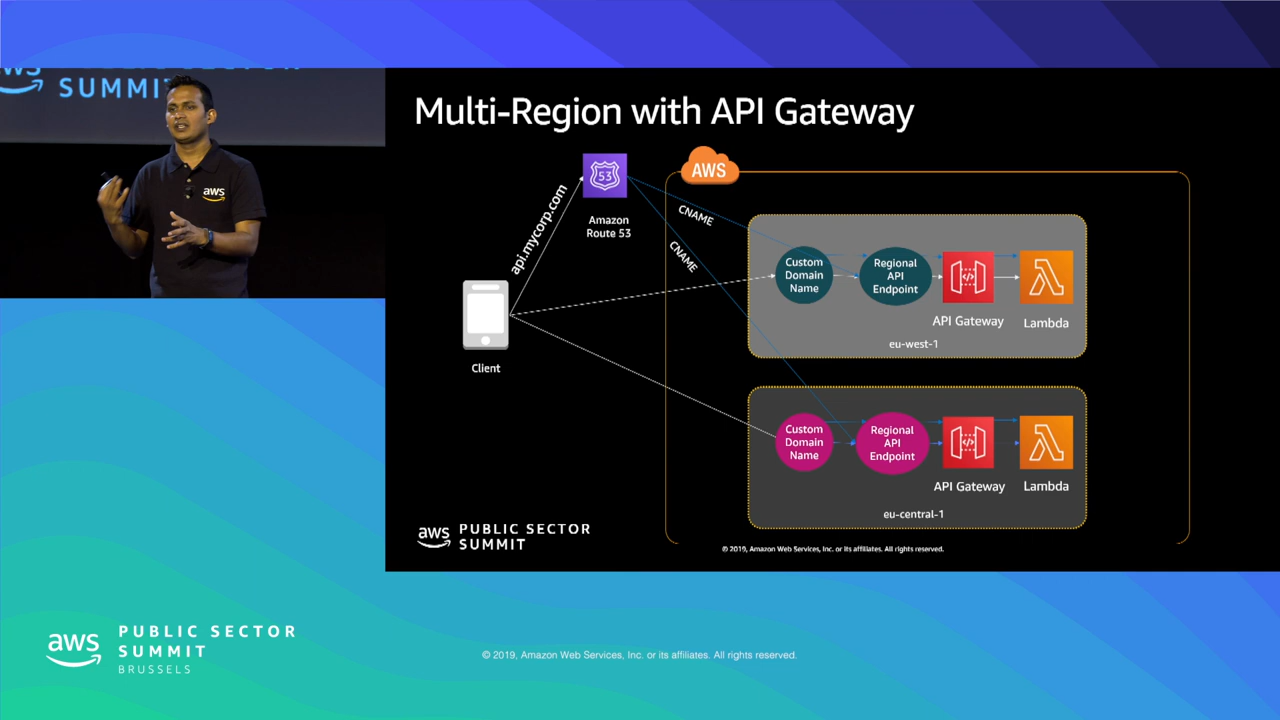 SUMMIT
aws
Multi-Region with API Gateway
AWS
53
Amazon
Route 53
api.mycorp.com
CNAME
CNAME
Client
Custom
Domain
Name
Regional
API
Endpoint
API Gateway
Lambda
eu-west-1
Custom
Domain
Name
Regional
API
Endpoint
API Gateway
Lambda
eu-central-1
aws
PUBLIC SECTOR
SUMMIT
© 2019, Amazon Web Services, Inc. or its affiliates. All rights reserved.
aws
PUBLIC SECTOR
SUMMIT
BRUSSELS
© 2019, Amazon Web Services, Inc. or its affiliates. All rights reserved.